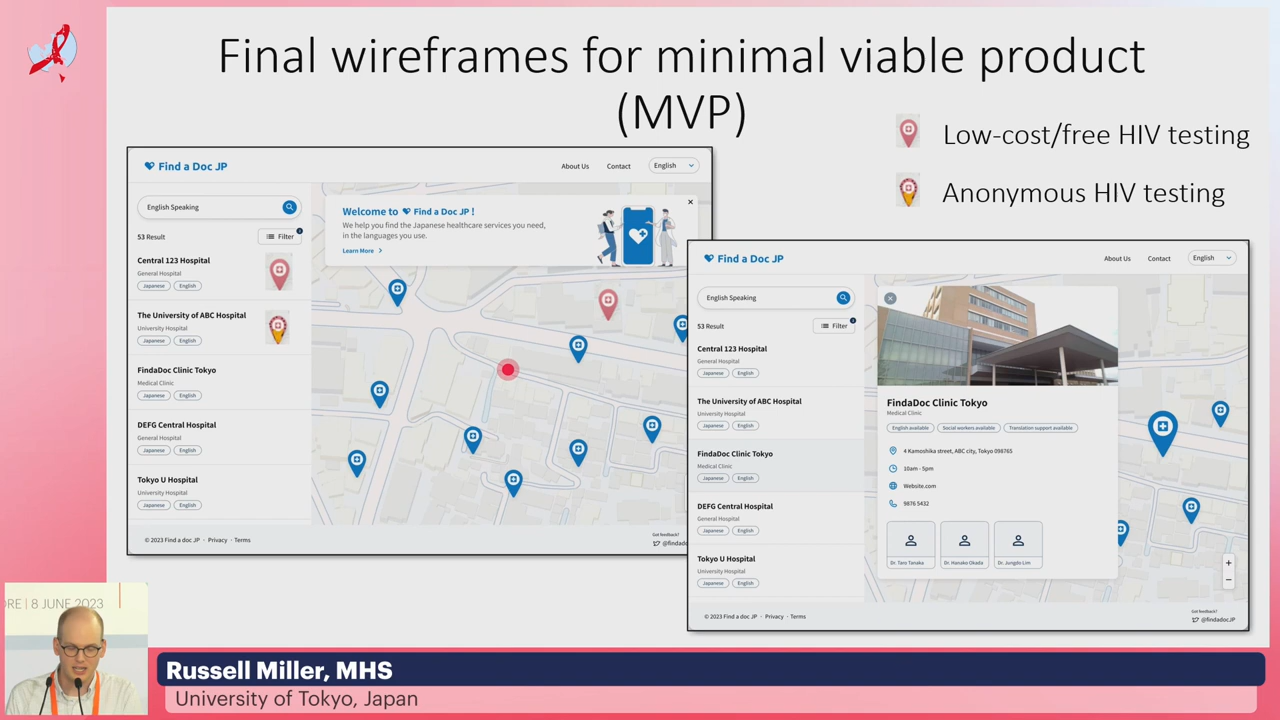 Final wireframes for minimal viable product
(MVP)
Low-cost/free HIV testing
Anonymous HIV testing
Find a Doc JP
About Us
Contact
English
English Speaking
53 Result
Filter
Central 123 Hospital
General Hospital
Japanese
English
The University of ABC Hospital
University Hospital
Japanese
English
FindaDoc Clinic Tokyo
Medical Clinic
Japanese
English
DEFG Central Hospital
General Hospital
Japanese
English
Tokyo U Hospital
University Hospital
Japanese
English
Welcome to Find a Doc JP !
We help you find the Japanese healthcare services you need,
in the languages you use.
Learn More
© 2023 Find a doc JP · Privacy · Terms
Got feedback?
@findado
Find a Doc JP
About Us
Contact
English
English Speaking
53 Result
Filter
Central 123 Hospital
General Hospital
Japanese
English
The University of ABC Hospital
University Hospital
Japanese
English
FindaDoc Clinic Tokyo
Medical Clinic
Japanese
English
DEFG Central Hospital
General Hospital
Japanese
English
Tokyo U Hospital
University Hospital
Japanese
English
FindaDoc Clinic Tokyo
Medical Clinic
English available
Social workers available
Translation support available
4 Kamoshika street, ABC city, Tokyo 098765
10am - 5pm
Website.com
9876 5432
Dr. Taro Tanaka
Dr. Hanako Okada
Dr. Jungdo Lim
© 2023 Find a doc JP · Privacy · Terms
Got feedback?
@findadocJP
ORE | 8 JUNE 2023
Russell Miller, MHS
University of Tokyo, Japan